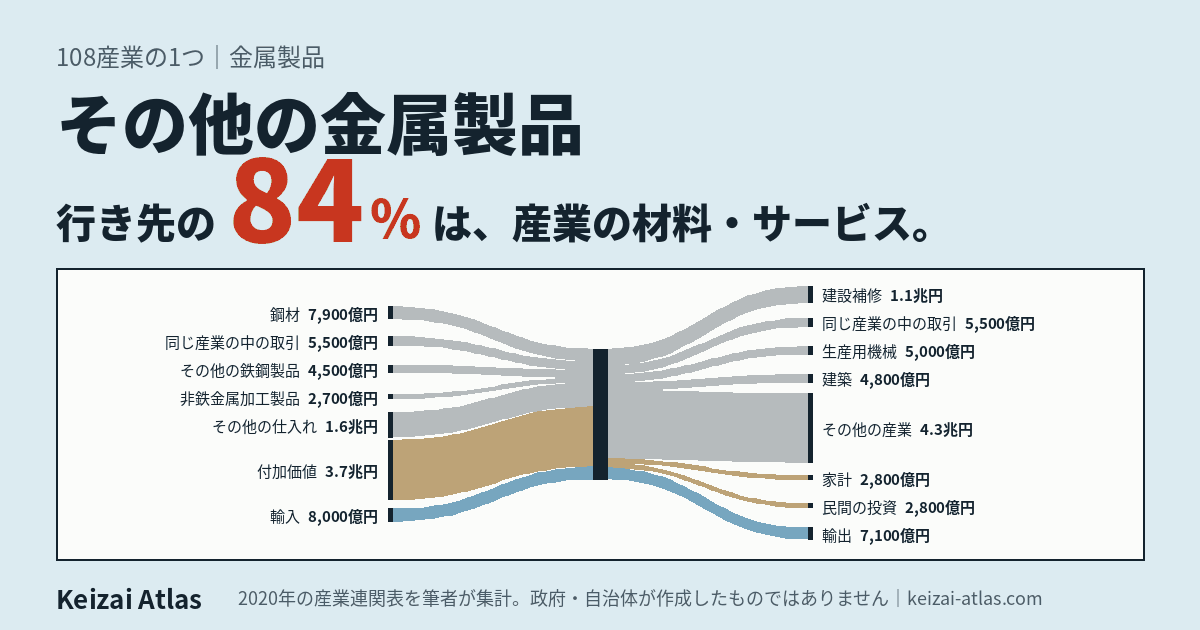 108産業の1つ｜金属製品
その他の金属製品
行き先の 84% は、産業の材料・サービス。
鋼材 7,900億円
同じ産業の中の取引 5,500億円
その他の鉄鋼製品 4,500億円
非鉄金属加工製品 2,700億円
その他の仕入れ 1.6兆円
付加価値 3.7兆円
輸入 8,000億円
建設補修 1.1兆円
同じ産業の中の取引 5,500億円
生産用機械 5,000億円
建築 4,800億円
その他の産業 4.3兆円
家計 2,800億円
民間の投資 2,800億円
輸出 7,100億円
Keizai Atlas 2020年の産業連関表を筆者が集計。政府・自治体が作成したものではありません｜keizai-atlas.com